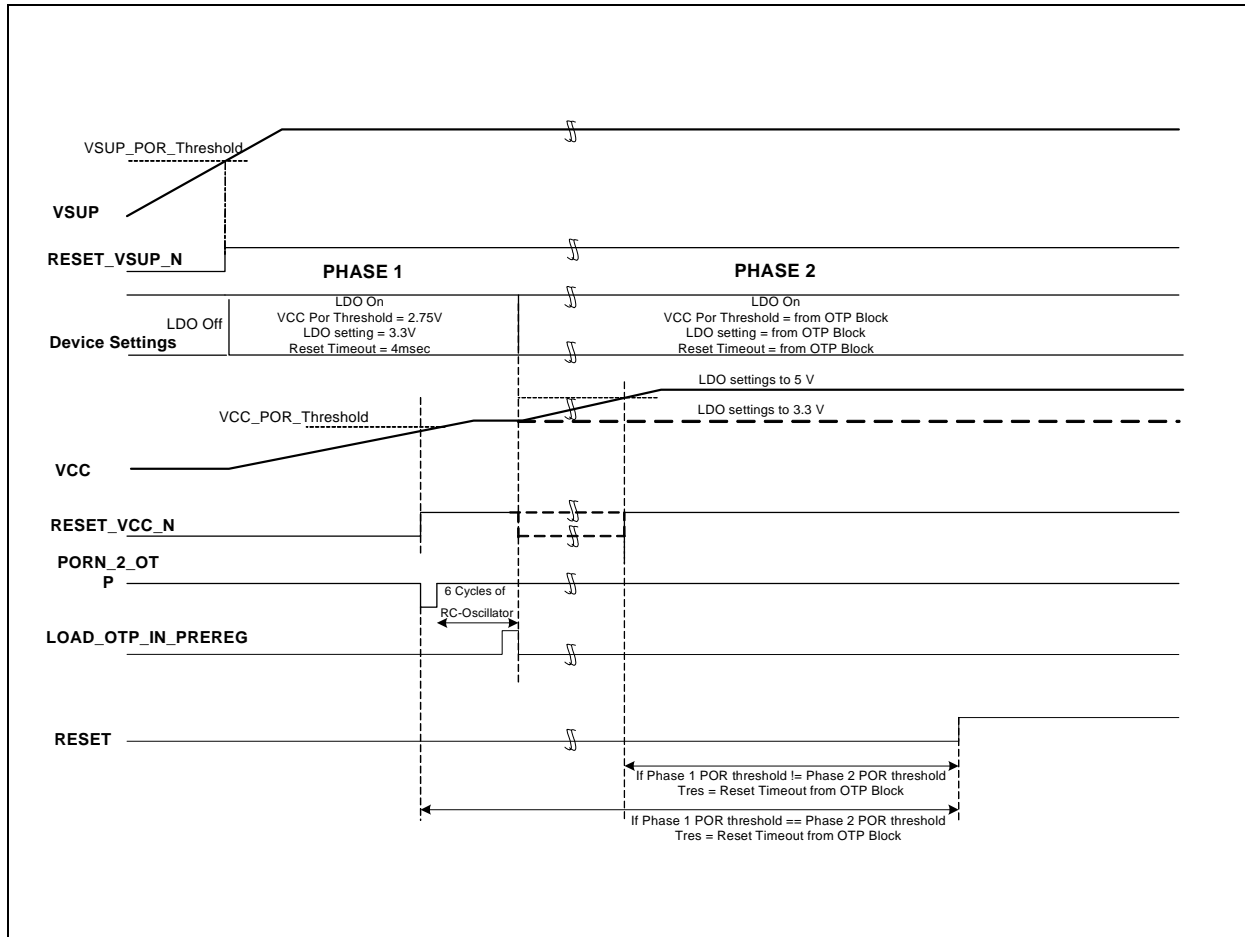 VSUP_POR_Threshold
VSUP
RESET_VSUP_N
PHASE 1
PHASE 2
LDO Off
Device Settings
LDO On
VCC Por Threshold = 2.75V
LDO setting = 3.3V
Reset Timeout = 4msec
LDO On
VCC Por Threshold = from OTP Block
LDO setting = from OTP Block
Reset Timeout = from OTP Block
LDO settings to 5 V
VCC_POR_Threshold
LDO settings to 3.3 V
VCC
RESET_VCC_N
PORN_2_OT
P
6 Cycles of
RC-Oscillator
LOAD_OTP_IN_PREREG
RESET
If Phase 1 POR threshold != Phase 2 POR threshold
Tres = Reset Timeout from OTP Block
If Phase 1 POR threshold == Phase 2 POR threshold
Tres = Reset Timeout from OTP Block